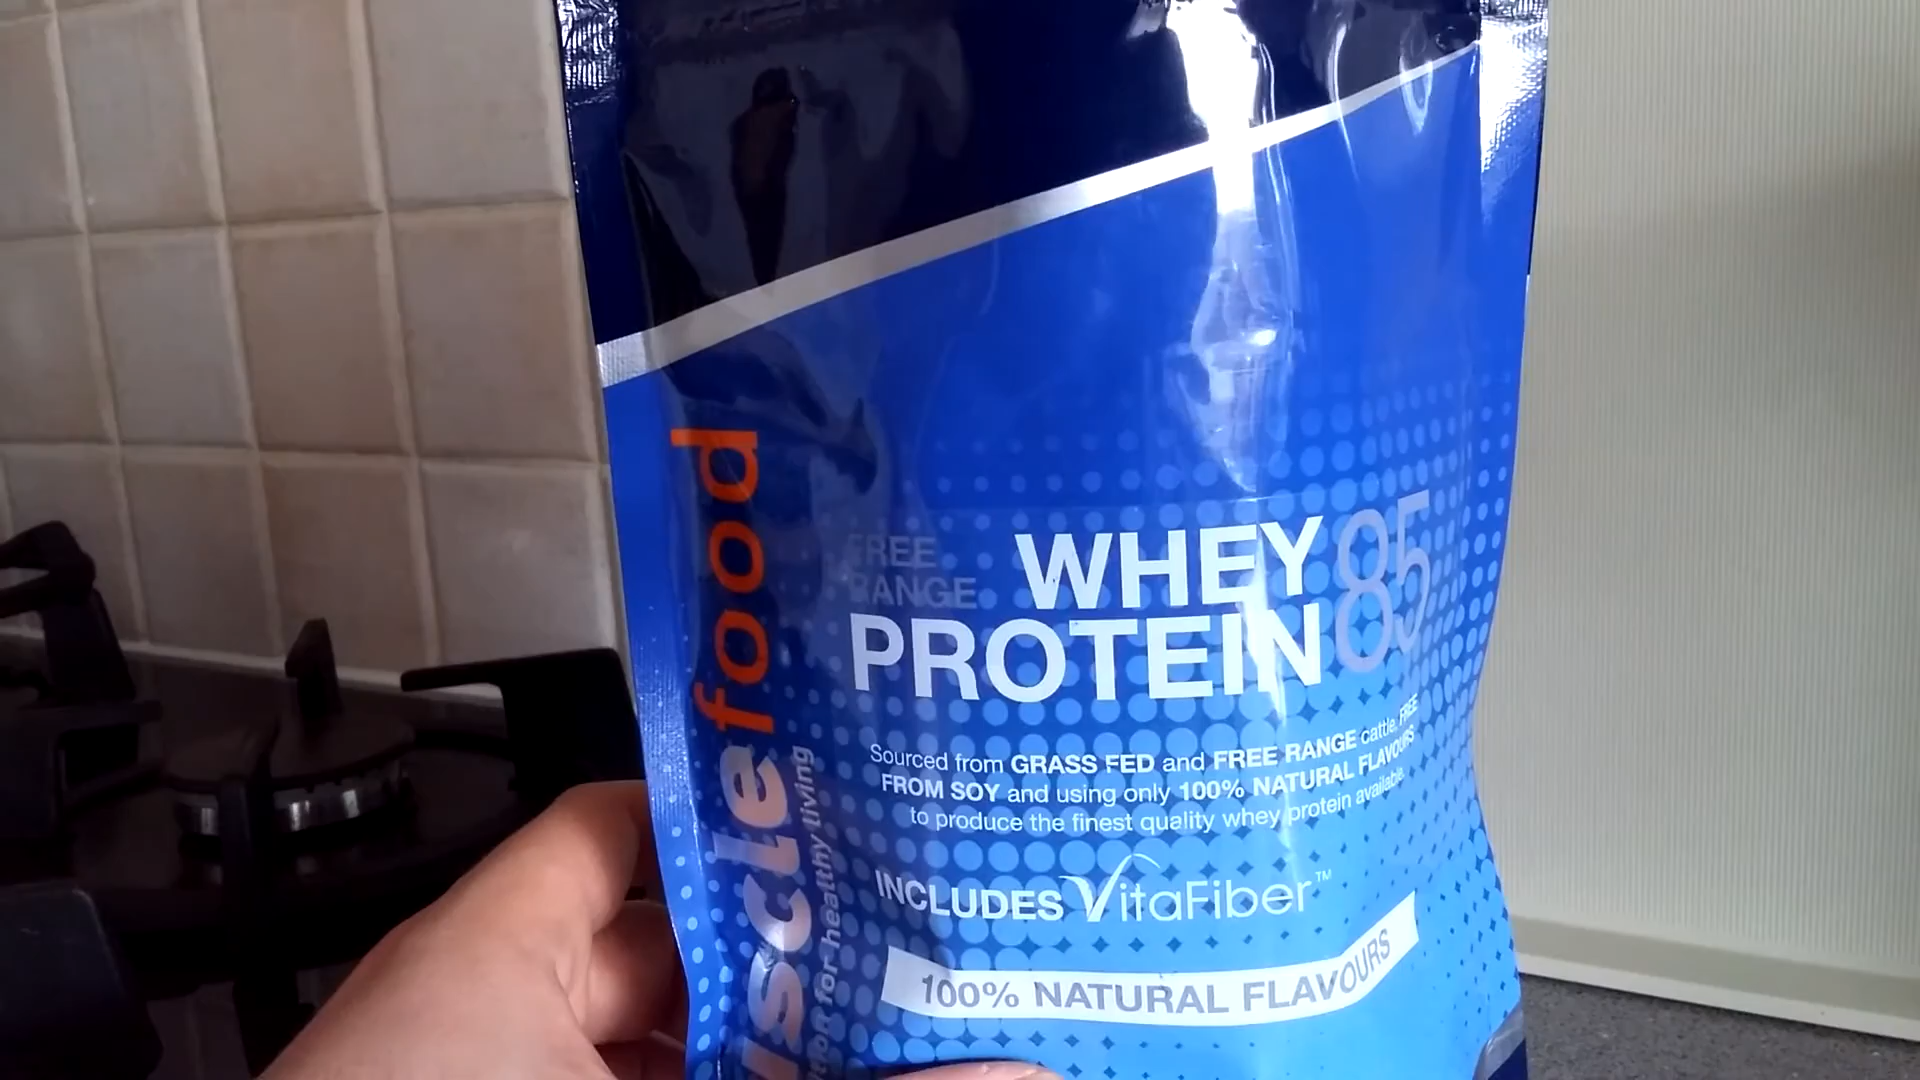 FREE
RANGE
WHEY
PROTEIN
85
Sourced from GRASS FED and FREE RANGE cattle. FREE
FROM SOY and using only 100% NATURAL FLAVOURS
to produce the finest quality whey protein available.
INCLUDES VitaFiber™
100% NATURAL FLAVOURS
food
for healthy living